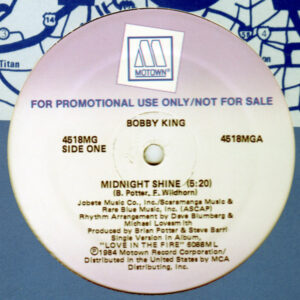 Titan
MOTOWN®
FOR PROMOTIONAL USE ONLY/NOT FOR SALE
BOBBY KING
4518MG
SIDE ONE
4518MGA
MIDNIGHT SHINE (5:20)
(B. Potter, F. Wildhorn)
Jobete Music Co., Inc./Scaramanga Music &
Rare Blue Music, Inc. (ASCAP)
Rhythm Arrangement by Dave Blumberg &
Michael Lovesmith
Produced by Brian Potter & Steve Barri
Single Version in Album,
"LOVE IN THE FIRE" 6088ML
℗©1984 Motown Record Corporation
Distributed in the United States by MCA
Distributing, Inc.